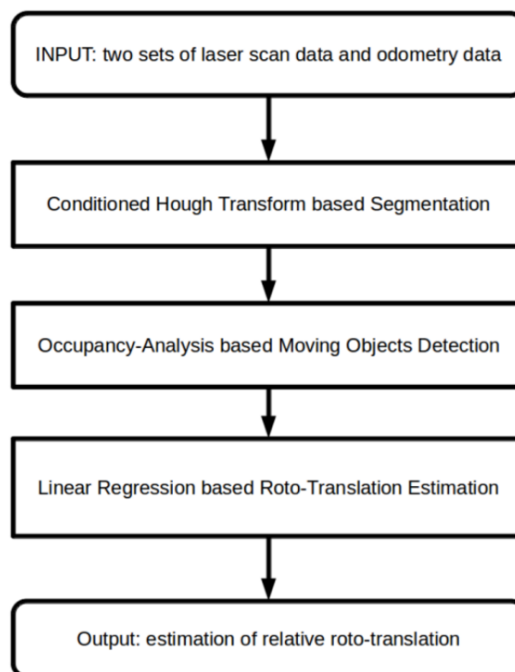 INPUT: two sets of laser scan data and odometry data
Conditioned Hough Transform based Segmentation
Occupancy-Analysis based Moving Objects Detection
Linear Regression based Roto-Translation Estimation
Output: estimation of relative roto-translation